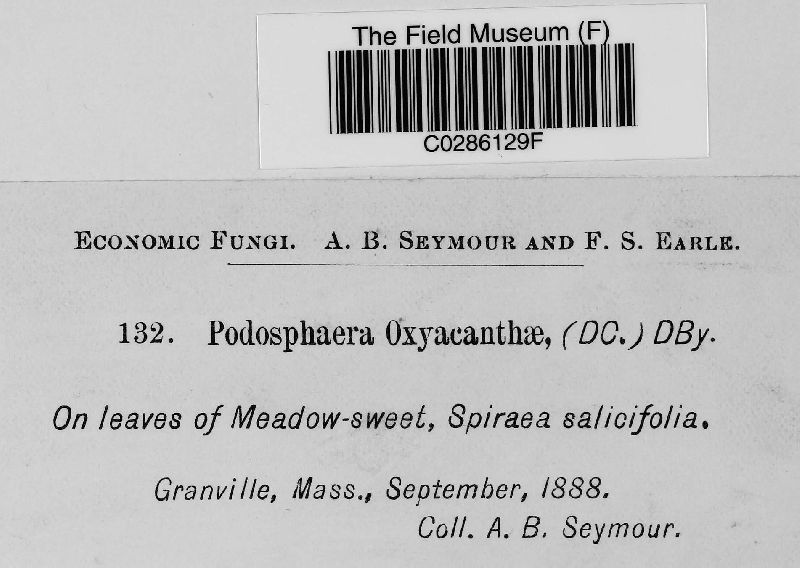 The Field Museum (F)
C0286129F
Economic Fungi. A. B. Seymour and F. S. Earle.
132. Podosphaera Oxyacanthæ, (DC.) DBy.
On leaves of Meadow-sweet, Spiraea salicifolia.
Granville, Mass., September, 1888.
Coll. A. B. Seymour.